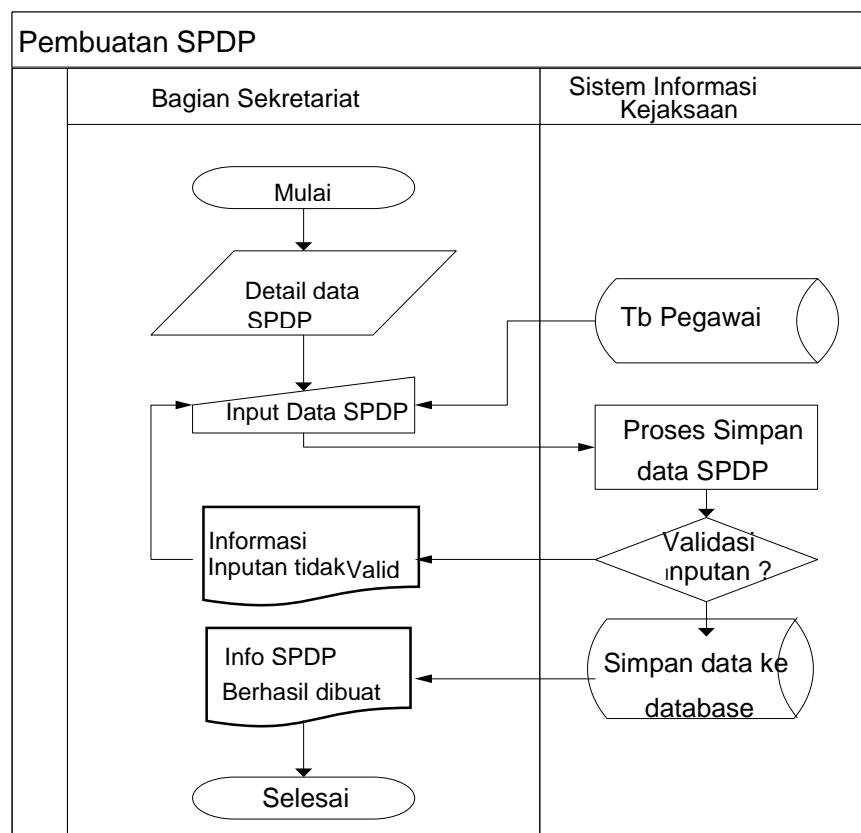 Pembuatan SPDP
Bagian Sekretariat
Sistem Informasi
Kejaksaan
Mulai
Detail data
SPDP
Tb Pegawai
Input Data SPDP
Proses Simpan
data SPDP
Validasi
inputan ?
Informasi
Inputan tidak Valid
Simpan data ke
database
Info SPDP
Berhasil dibuat
Selesai